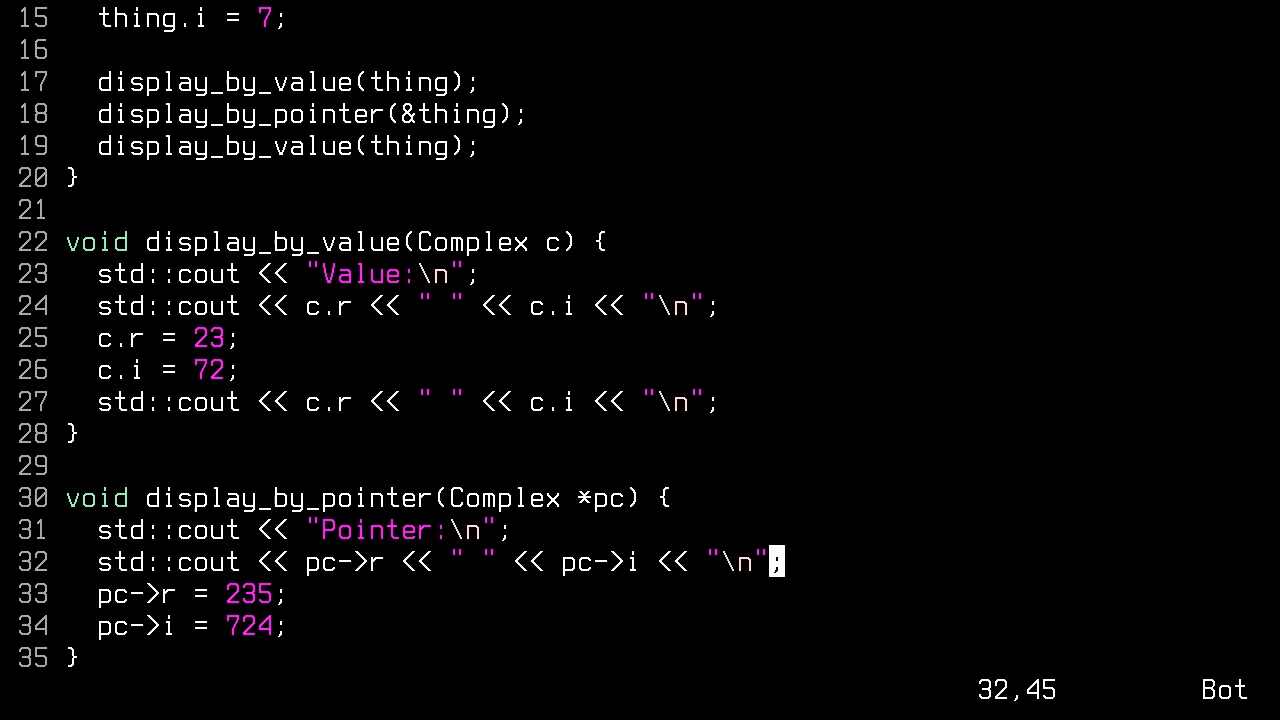 15   thing.i = 7;
16
17   display_by_value(thing);
18   display_by_pointer(&thing);
19   display_by_value(thing);
20 }
21
22 void display_by_value(Complex c) {
23   std::cout << "Value:\n";
24   std::cout << c.r << " " << c.i << "\n";
25   c.r = 23;
26   c.i = 72;
27   std::cout << c.r << " " << c.i << "\n";
28 }
29
30 void display_by_pointer(Complex *pc) {
31   std::cout << "Pointer:\n";
32   std::cout << pc->r << " " << pc->i << "\n";
33   pc->r = 235;
34   pc->i = 724;
35 }
32,45 Bot